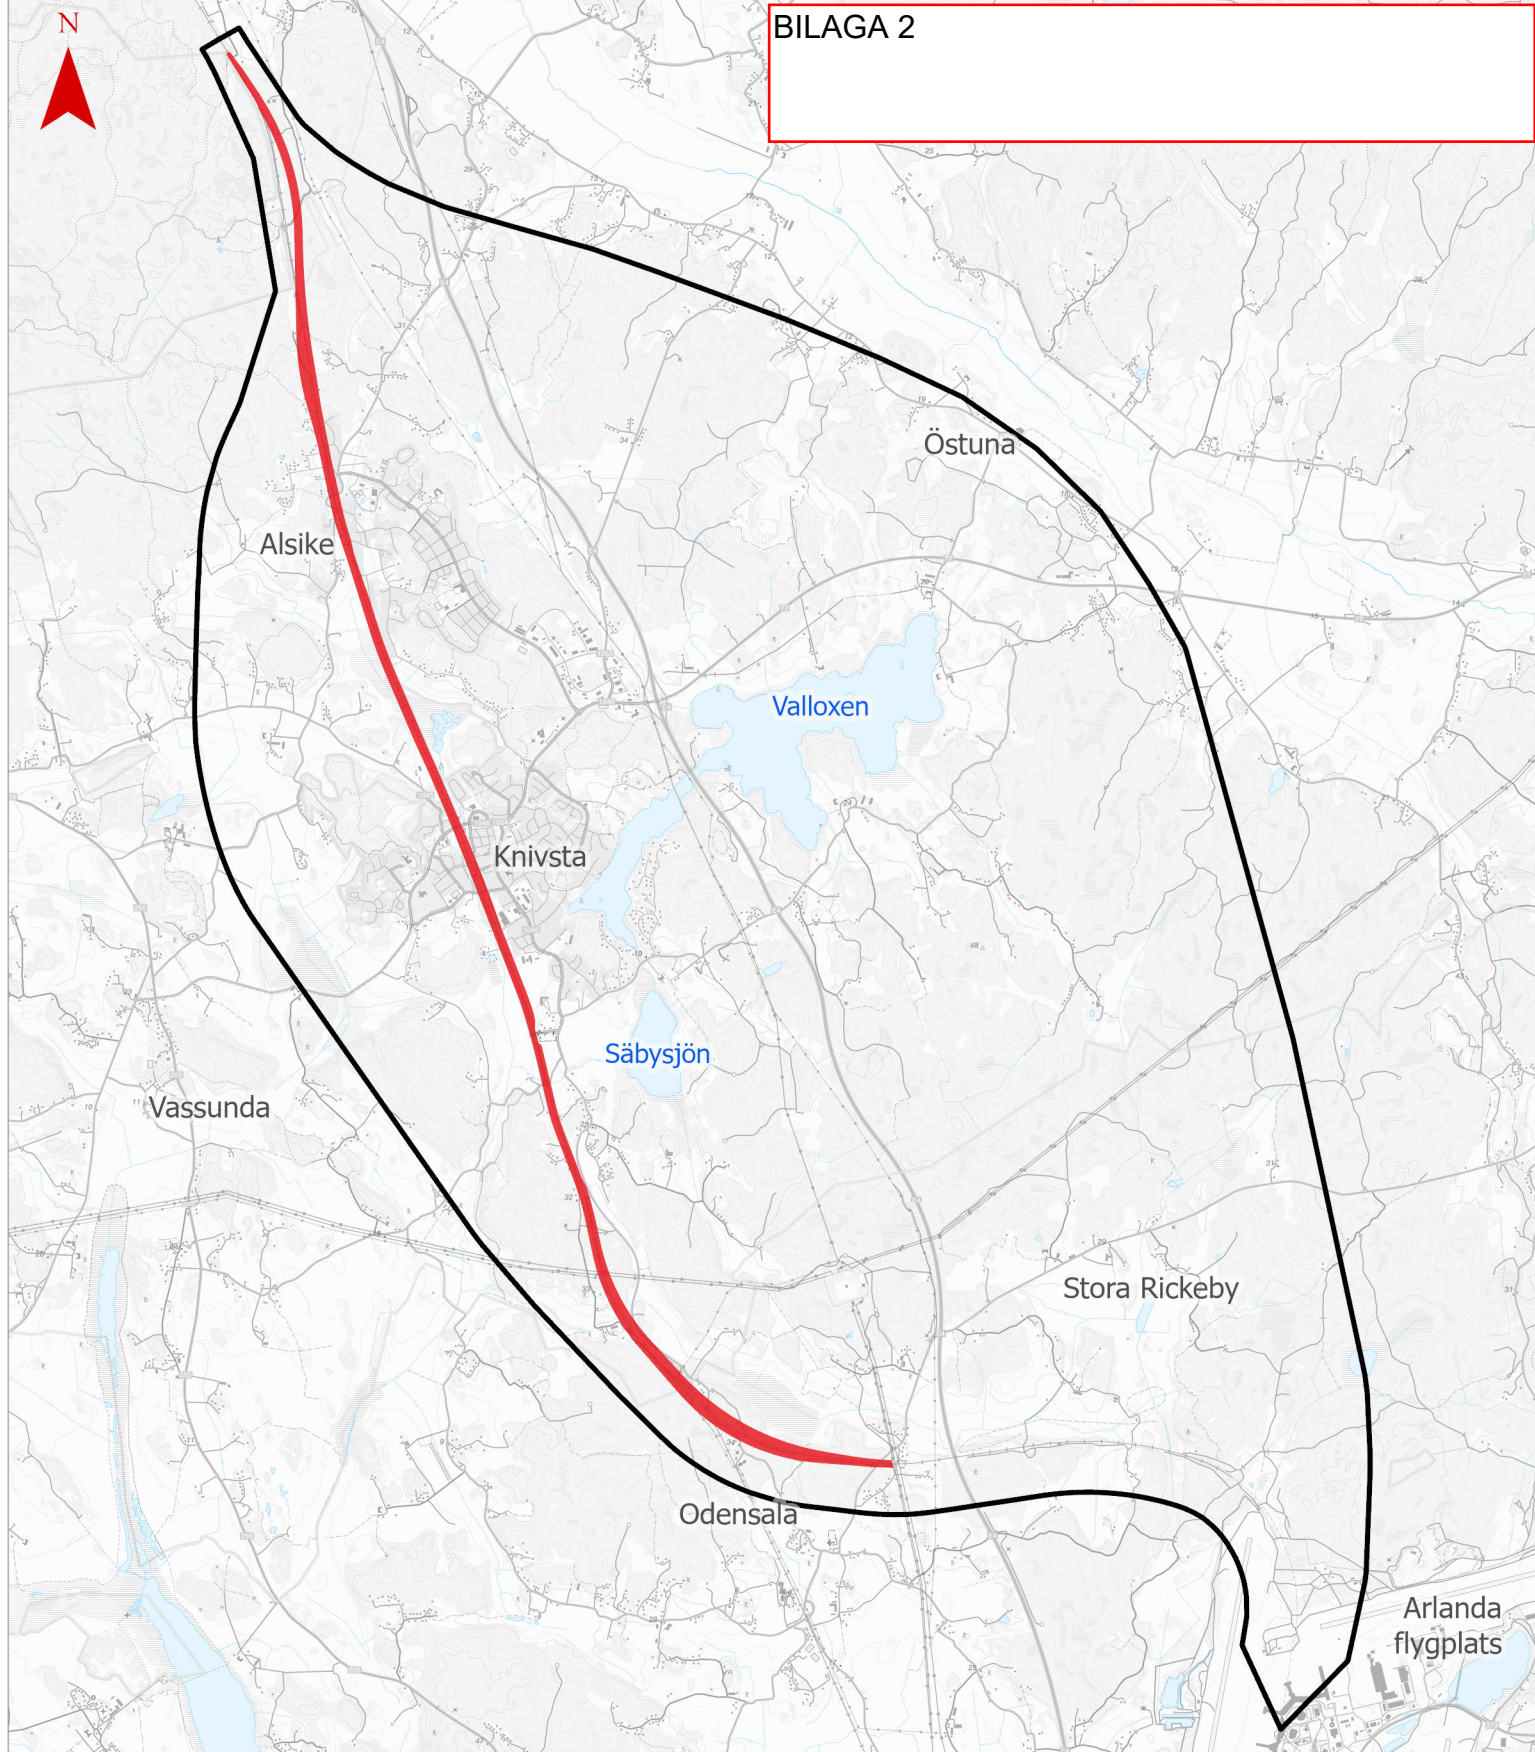 N
BILAGA 2
Östuna
Alsike
Valloxen
Knivsta
Säbysjön
Vassunda
Stora Rickeby
Odensala
Arlanda
flygplats